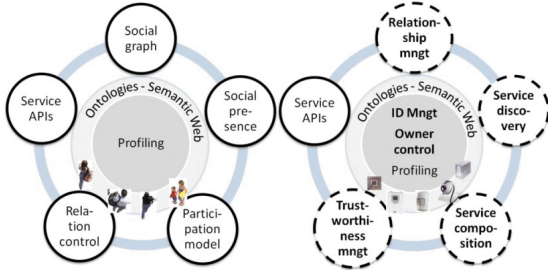 Social
graph
Service
APIs
Ontologies - Semantic Web
Social
pre-
sence
Profiling
Rela-
tion
control
Partici-
pation
model
Relation-
ship
mngt
Service
APIs
Ontologies - Semantic Web
Service
disco-
very
ID Mngt
Owner
control
Profiling
Trust-
worthi-
ness
mngt
Service
compo-
sition